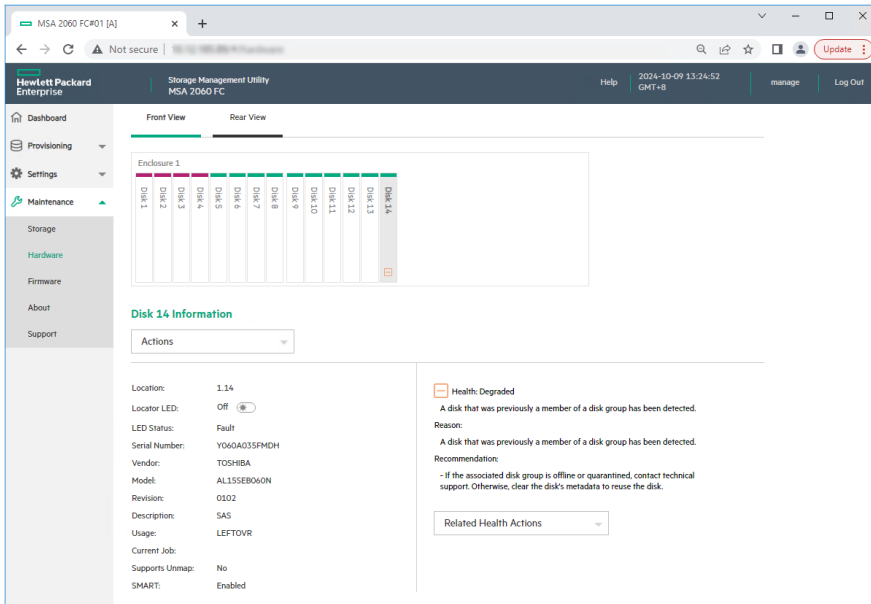 MSA 2060 FC#01 [A]
Not secure
Update
Hewlett Packard
Enterprise
Storage Management Utility
MSA 2060 FC
Help
2024-10-09 13:24:52
GMT+8
manage
Log Out
Dashboard
Provisioning
Settings
Maintenance
Storage
Hardware
Firmware
About
Support
Front View
Rear View
Enclosure 1
Disk 1
Disk 2
Disk 3
Disk 4
Disk 5
Disk 6
Disk 7
Disk 8
Disk 9
Disk 10
Disk 11
Disk 12
Disk 13
Disk 14
Disk 14 Information
Actions
Location: 1.14
Locator LED: Off
LED Status: Fault
Serial Number: Y060A035FMDH
Vendor: TOSHIBA
Model: AL15SEB060N
Revision: 0102
Description: SAS
Usage: LEFTOVR
Current Job:
Supports Unmap: No
SMART: Enabled
Health: Degraded
A disk that was previously a member of a disk group has been detected.
Reason:
A disk that was previously a member of a disk group has been detected.
Recommendation:
- If the associated disk group is offline or quarantined, contact technical
support. Otherwise, clear the disk's metadata to reuse the disk.
Related Health Actions